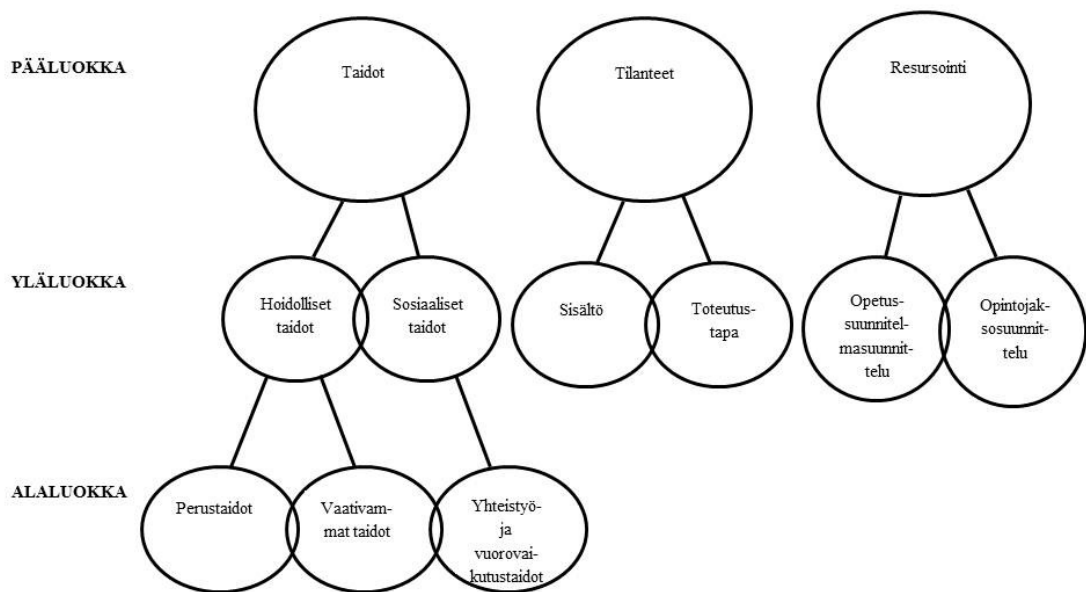 PÄÄLUOKKA
Taidot
Tilanteet
Resursointi
YLÄLUOKKA
Hoidolliset
taidot
Sosiaaliset
taidot
Sisältö
Toteutus-
tapa
Opetus-
suunnitel-
masuunnit-
telu
Opintojak-
sosuunnit-
telu
ALALUOKKA
Perustaidot
Vaativam-
mat taidot
Yhteistyö-
ja
vuorovai-
kutustaidot